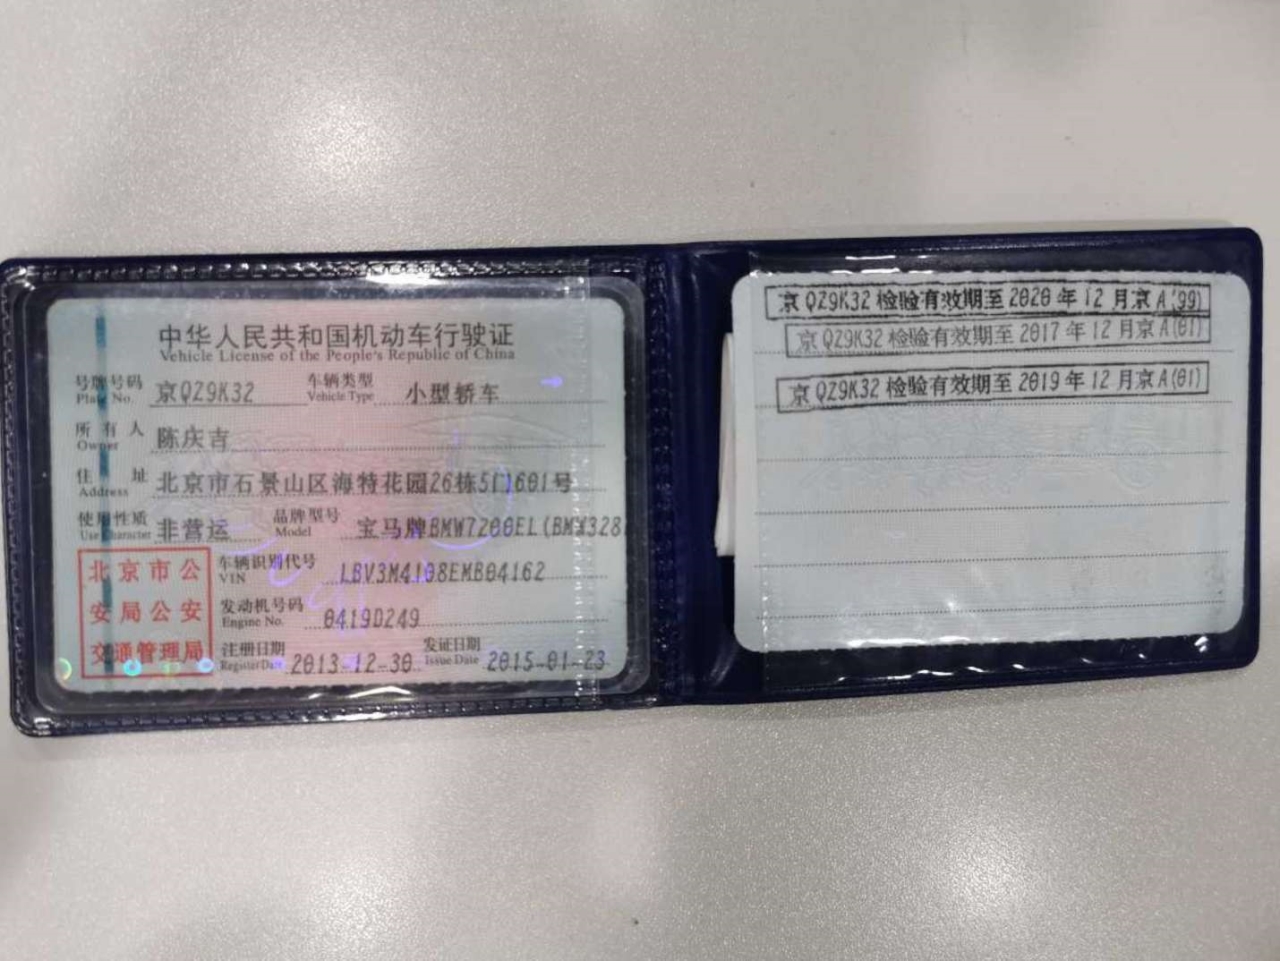 中华人民共和国机动车行驶证
Vehicle License of the People's Republic of China
号牌号码 京QZ9K32 车辆类型 小型轿车
Plate No. Vehicle Type
所有人 陈庆吉
Owner
住址 北京市石景山区海特花园26栋5门601号
Address
使用性质 非营运 品牌型号 宝马牌BMW7200EL(BMW328
Use Character Model
北京市公
安局公安
交通管理局
车辆识别代号 LBV3M4108EMB04162
VIN
发动机号码 0419D249
Engine No.
注册日期 2013-12-30 发证日期 2015-01-23
Register Date Issue Date
京QZ9K32检验有效期至2020年12月京A(99)
京QZ9K32检验有效期至2017年12月京A(01)
京QZ9K32检验有效期至2019年12月京A(01)